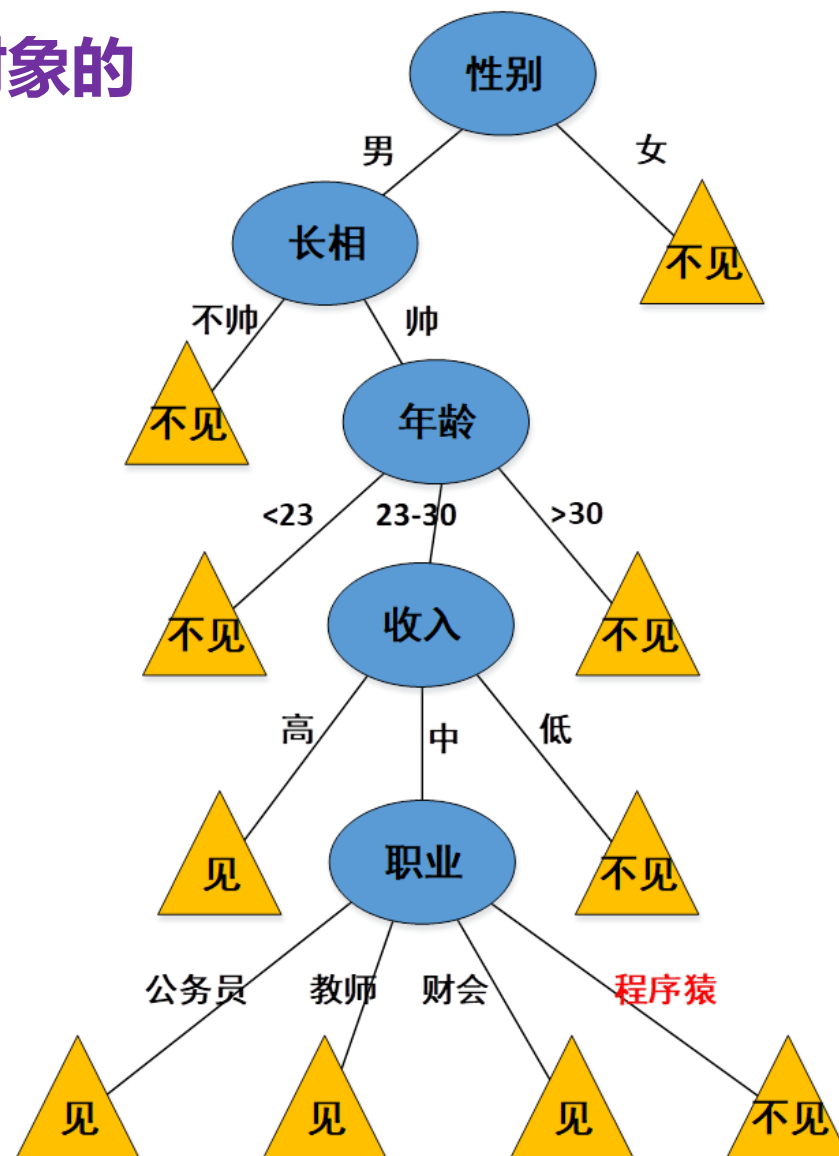 对象的
性别
男
女
长相
不见
不帅
帅
不见
年龄
<23
23-30
>30
不见
收入
不见
高
中
低
见
职业
不见
公务员
教师
财会
程序猿
见
见
见
不见